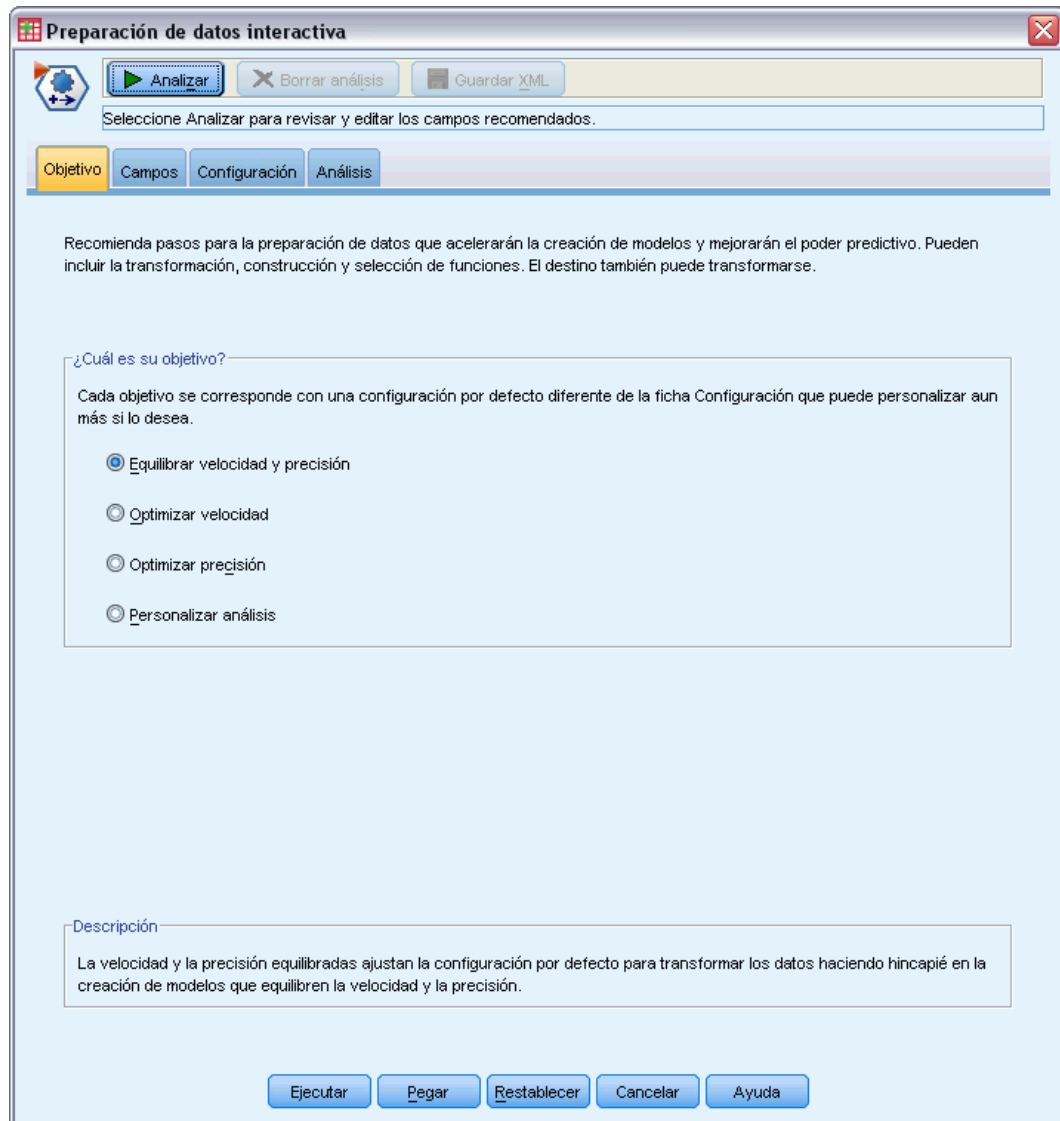 Preparación de datos interactiva
Analizar
Borrar análisis
Guardar XML
Seleccione Analizar para revisar y editar los campos recomendados.
Objetivo
Campos
Configuración
Análisis
Recomienda pasos para la preparación de datos que acelerarán la creación de modelos y mejorarán el poder predictivo. Pueden
incluir la transformación, construcción y selección de funciones. El destino también puede transformarse.
¿Cuál es su objetivo?
Cada objetivo se corresponde con una configuración por defecto diferente de la ficha Configuración que puede personalizar aun
más si lo desea.
Equilibrar velocidad y precisión
Optimizar velocidad
Optimizar precisión
Personalizar análisis
Descripción
La velocidad y la precisión equilibradas ajustan la configuración por defecto para transformar los datos haciendo hincapié en la
creación de modelos que equilibren la velocidad y la precisión.
Ejecutar
Pegar
Restablecer
Cancelar
Ayuda